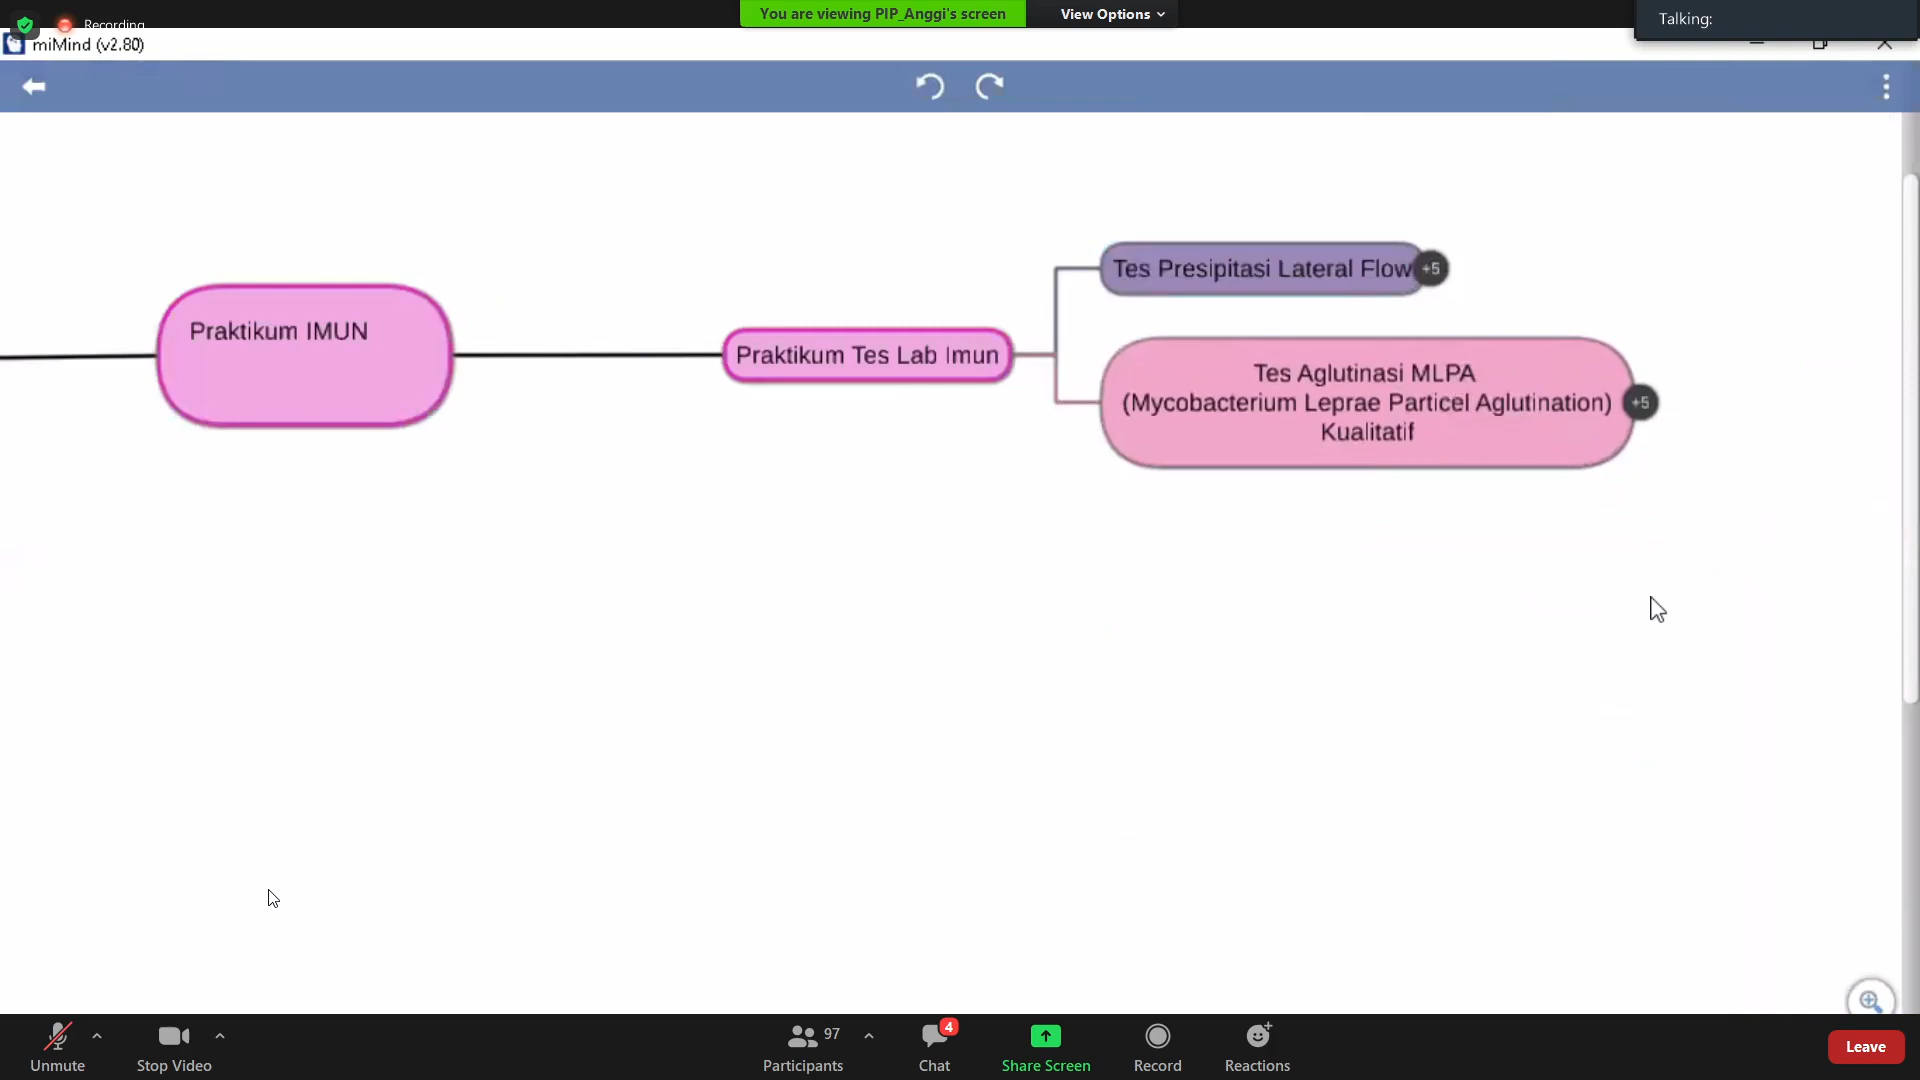 Recording
You are viewing PIP_Anggi's screen
View Options
Talking:
miMind (v2.80)
Praktikum IMUN
Praktikum Tes Lab Imun
Tes Presipitasi Lateral Flow
+5
Tes Aglutinasi MLPA
(Mycobacterium Leprae Particel Aglutination)
Kualitatif
+5
Unmute
Stop Video
97
Participants
4
Chat
Share Screen
Record
Reactions
Leave